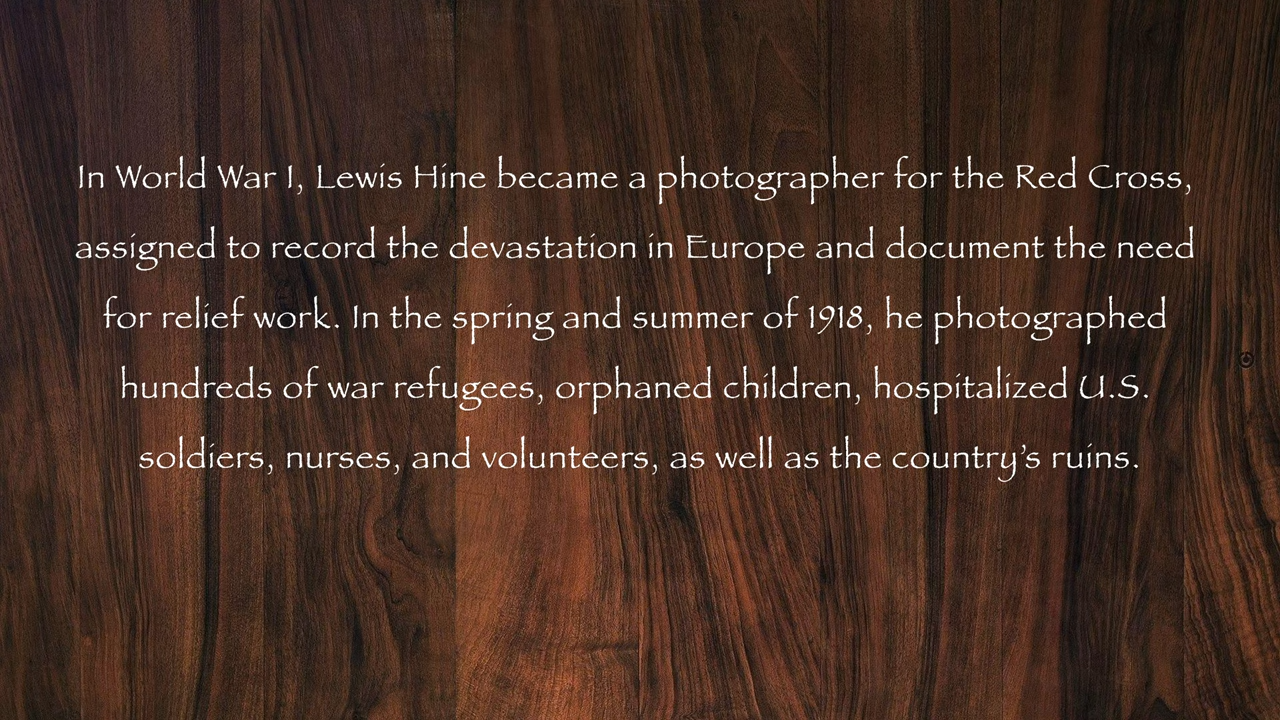 In World War I, Lewis Hine became a photographer for the Red Cross,
assigned to record the devastation in Europe and document the need
for relief work. In the spring and summer of 1918, he photographed
hundreds of war refugees, orphaned children, hospitalized U.S.
soldiers, nurses, and volunteers, as well as the country’s ruins.